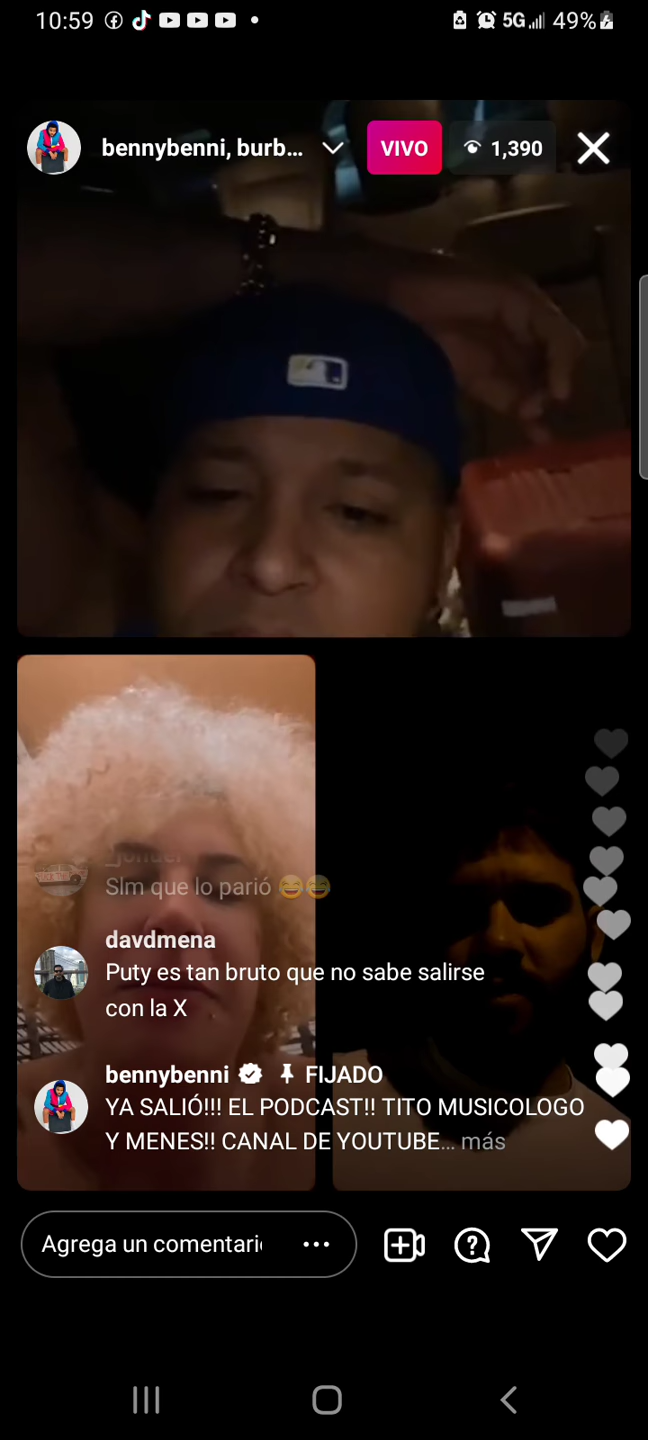 10:59 5G 49%
bennybenni, burb... VIVO 1,390
_jonuel
Slm que lo parió 😄😄
davdmena
Puty es tan bruto que no sabe salirse
con la X
bennybenni FIJADO
YA SALIÓ!!! EL PODCAST!! TITO MUSICOLOGO
Y MENES!! CANAL DE YOUTUBE... más
Agrega un comentari